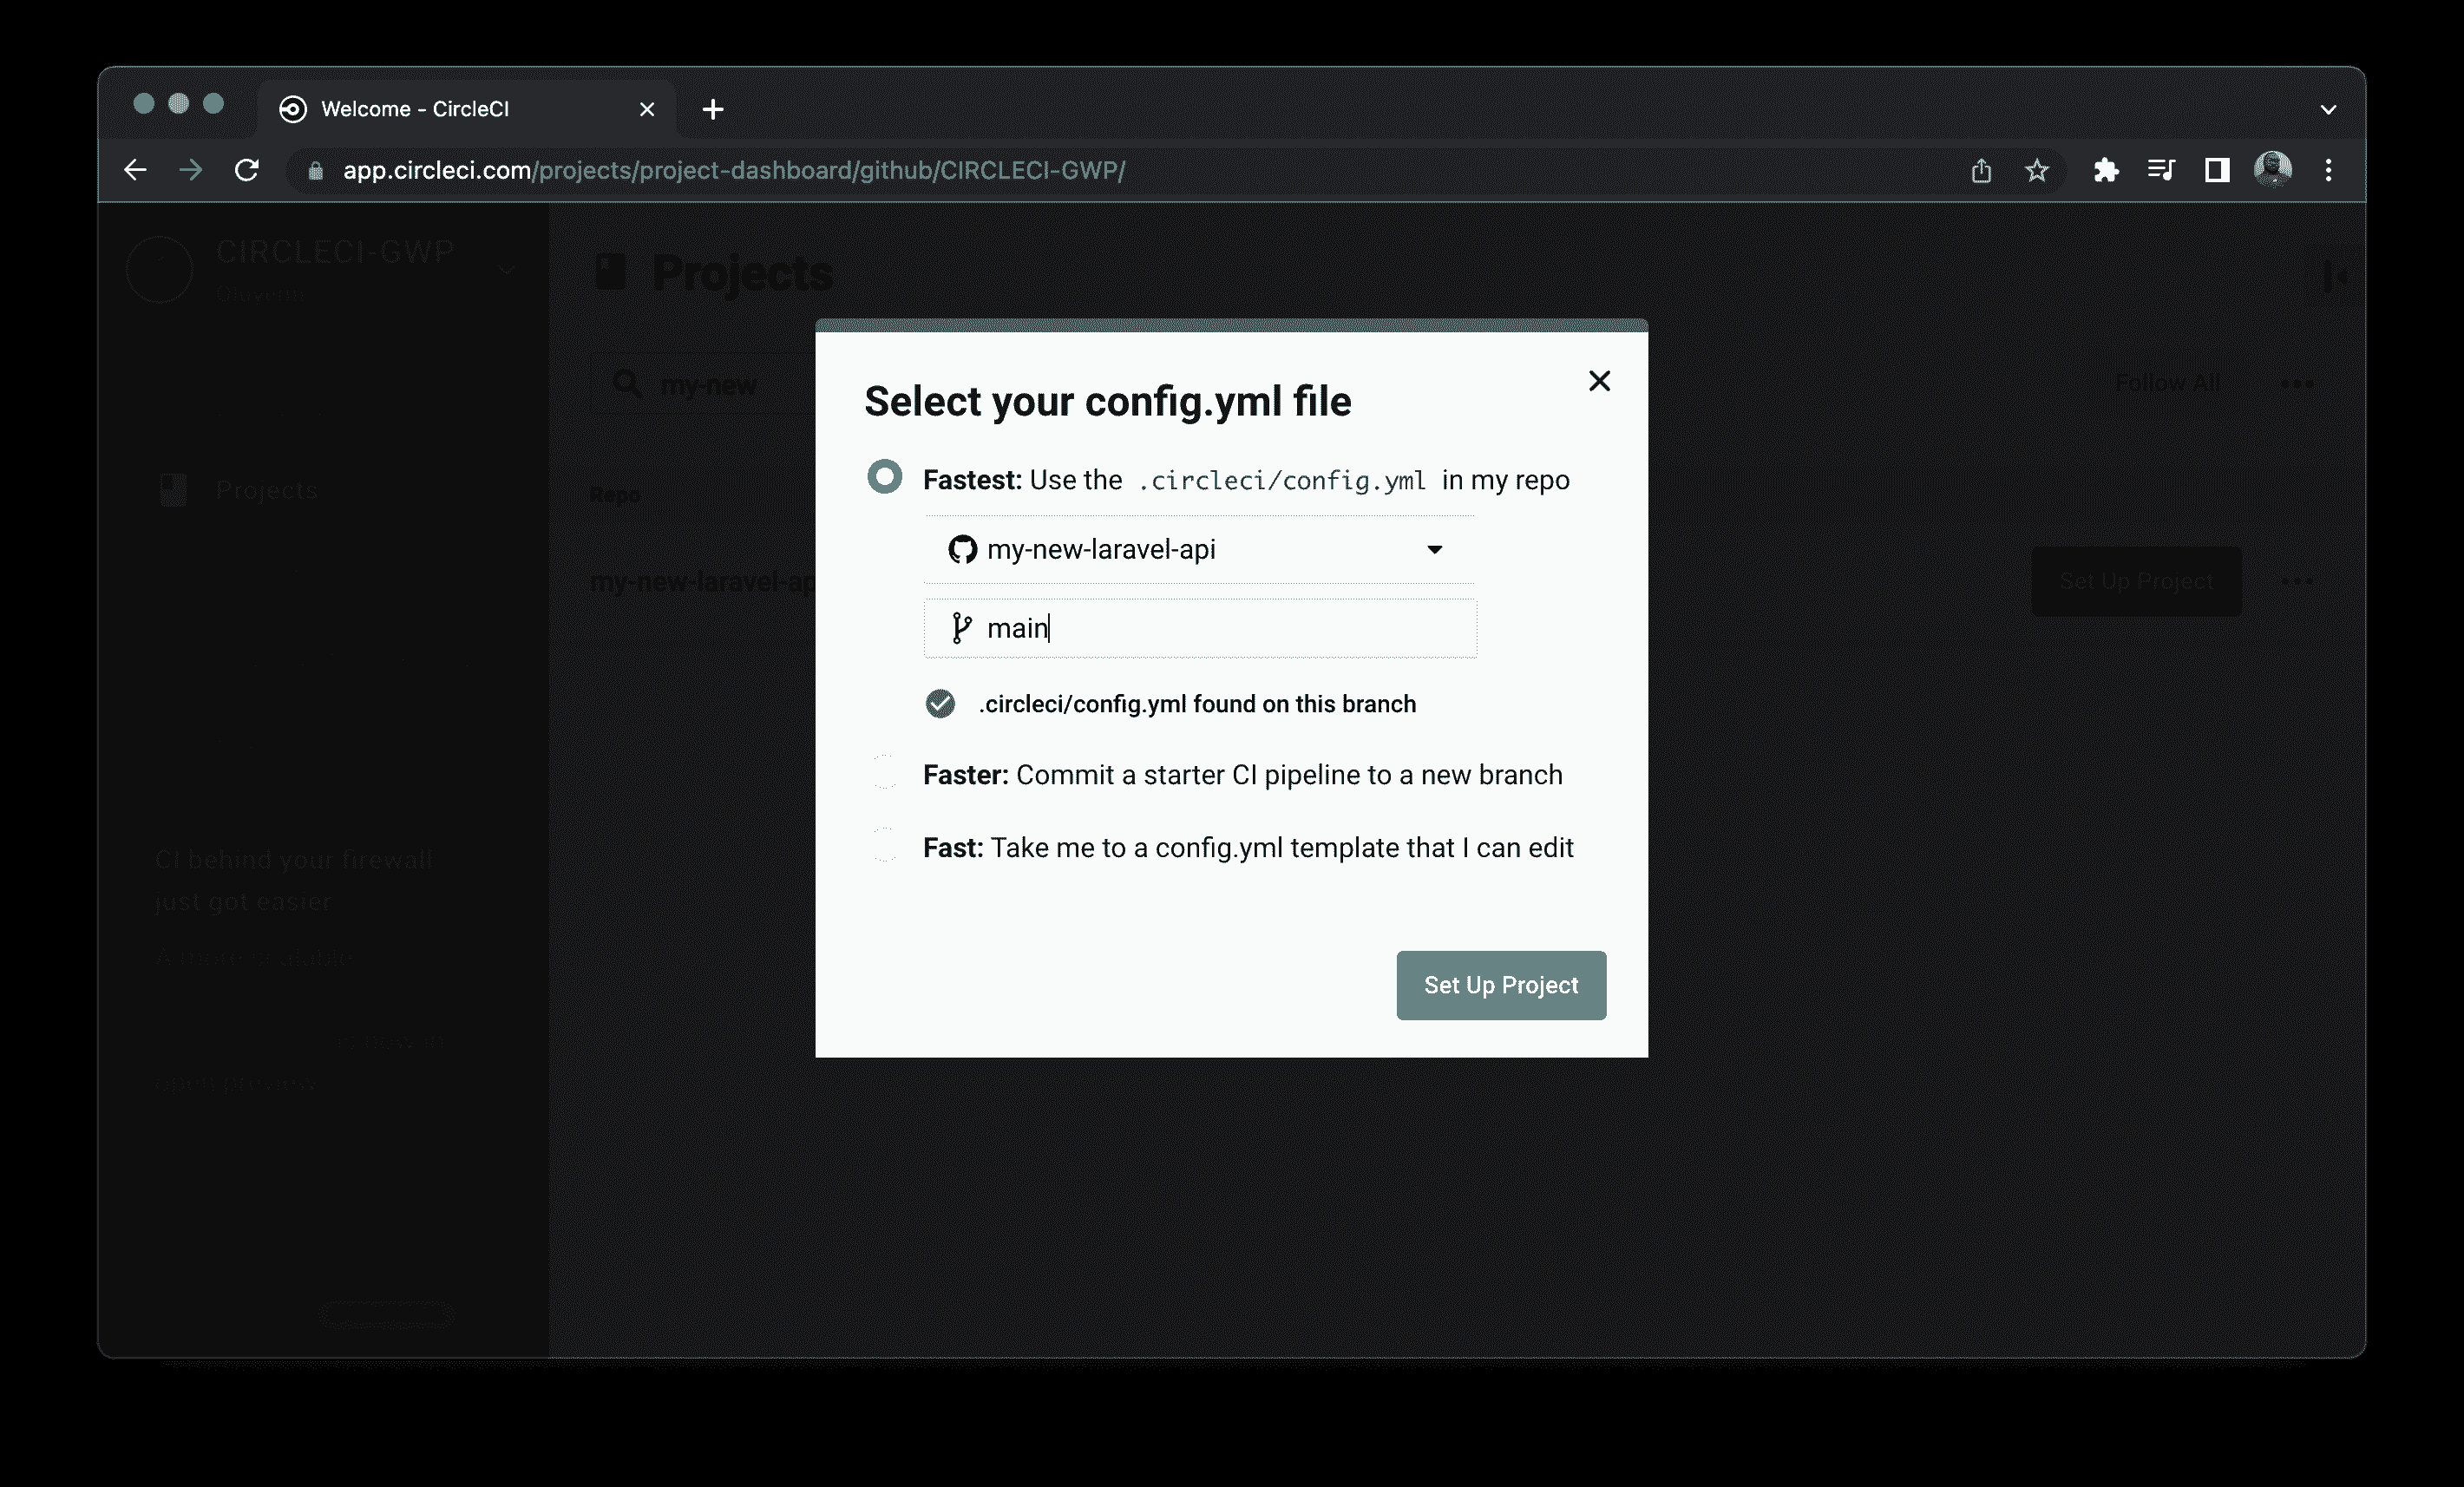 Welcome - CircleCI
app.circleci.com/projects/project-dashboard/github/CIRCLECI-GWP/
CIRCLECI-GWP
Projects
CI behind your firewall
just got easier
open preview
Projects
my-new
Follow All
Repo
my-new-laravel-ap
Set Up Project
Select your config.yml file
Fastest: Use the .circleci/config.yml in my repo
my-new-laravel-api
main
.circleci/config.yml found on this branch
Faster: Commit a starter CI pipeline to a new branch
Fast: Take me to a config.yml template that I can edit
Set Up Project